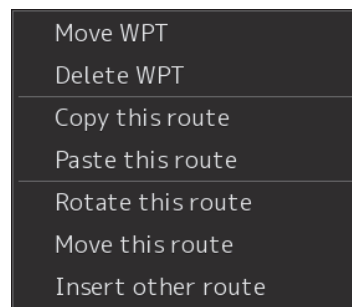 Move WPT
Delete WPT
Copy this route
Paste this route
Rotate this route
Move this route
Insert other route